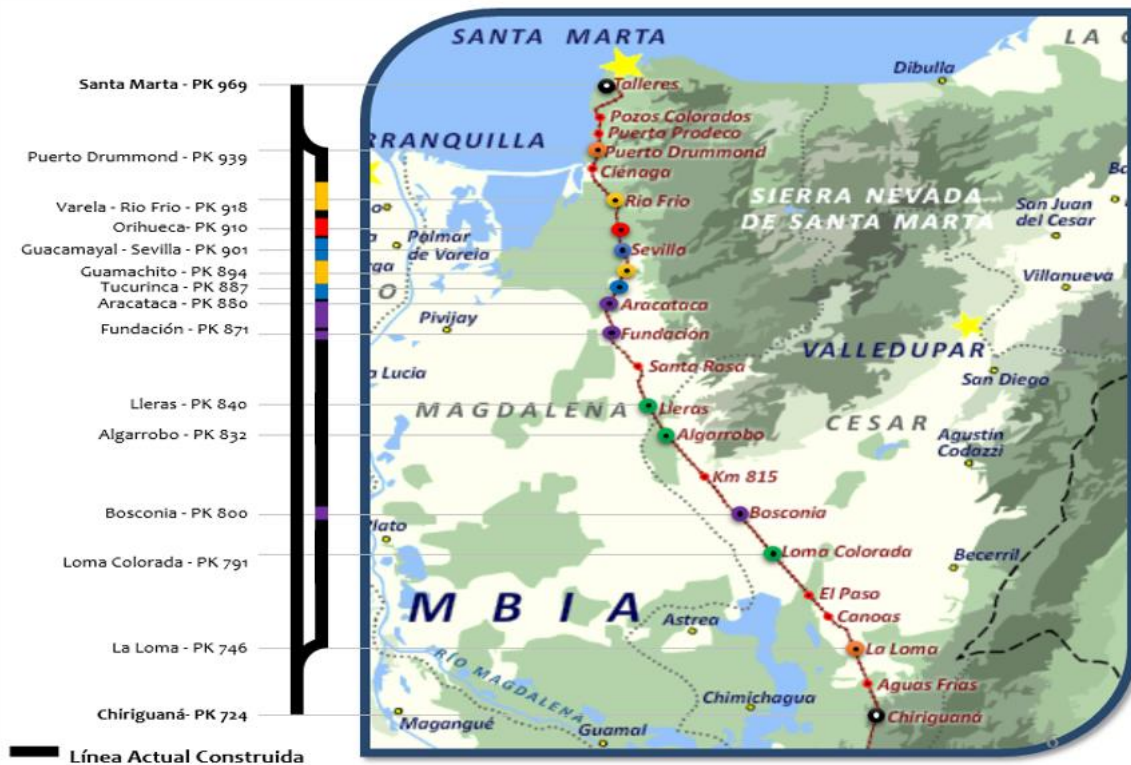 SANTA MARTA
LA G
Santa Marta - PK 969
Talleres
Dibulla
Pozos Colorados
RRANQUILLA
Puerto Prodeco
Puerto Drummond - PK 939
Puerto Drummond
Ciénaga
SIERRA NEVADA
DE SANTA MARTA
Varela - Rio Frio - PK 918
Rio Frio
San Juan
del Cesar
Orihueca- PK 910
Palmar
de Varela
Guacamayal - Sevilla - PK 901
Sevilla
Guamachito - PK 894
Villanueva
Tucurinca - PK 887
O
Aracataca - PK 880
Aracataca
Pivijay
Fundación - PK 871
Fundación
VALLEDUPAR
Santa Rosa
a Lucia
San Diego
Lleras - PK 840
MAGDALENA
Lleras
CESAR
Algarrobo - PK 832
Algarrobo
Agustín
Codazzi
Km 815
Bosconia - PK 800
Bosconia
Plato
Loma Colorada - PK 791
Loma Colorada
Becerril
El Paso
MBIA
Canoas
Astrea
La Loma - PK 746
La Loma
RÍO MAGDALENA
Aguas Frías
Chimichagua
Chiriguaná- PK 724
Chiriguaná
Magangué
Guamal
Línea Actual Construida